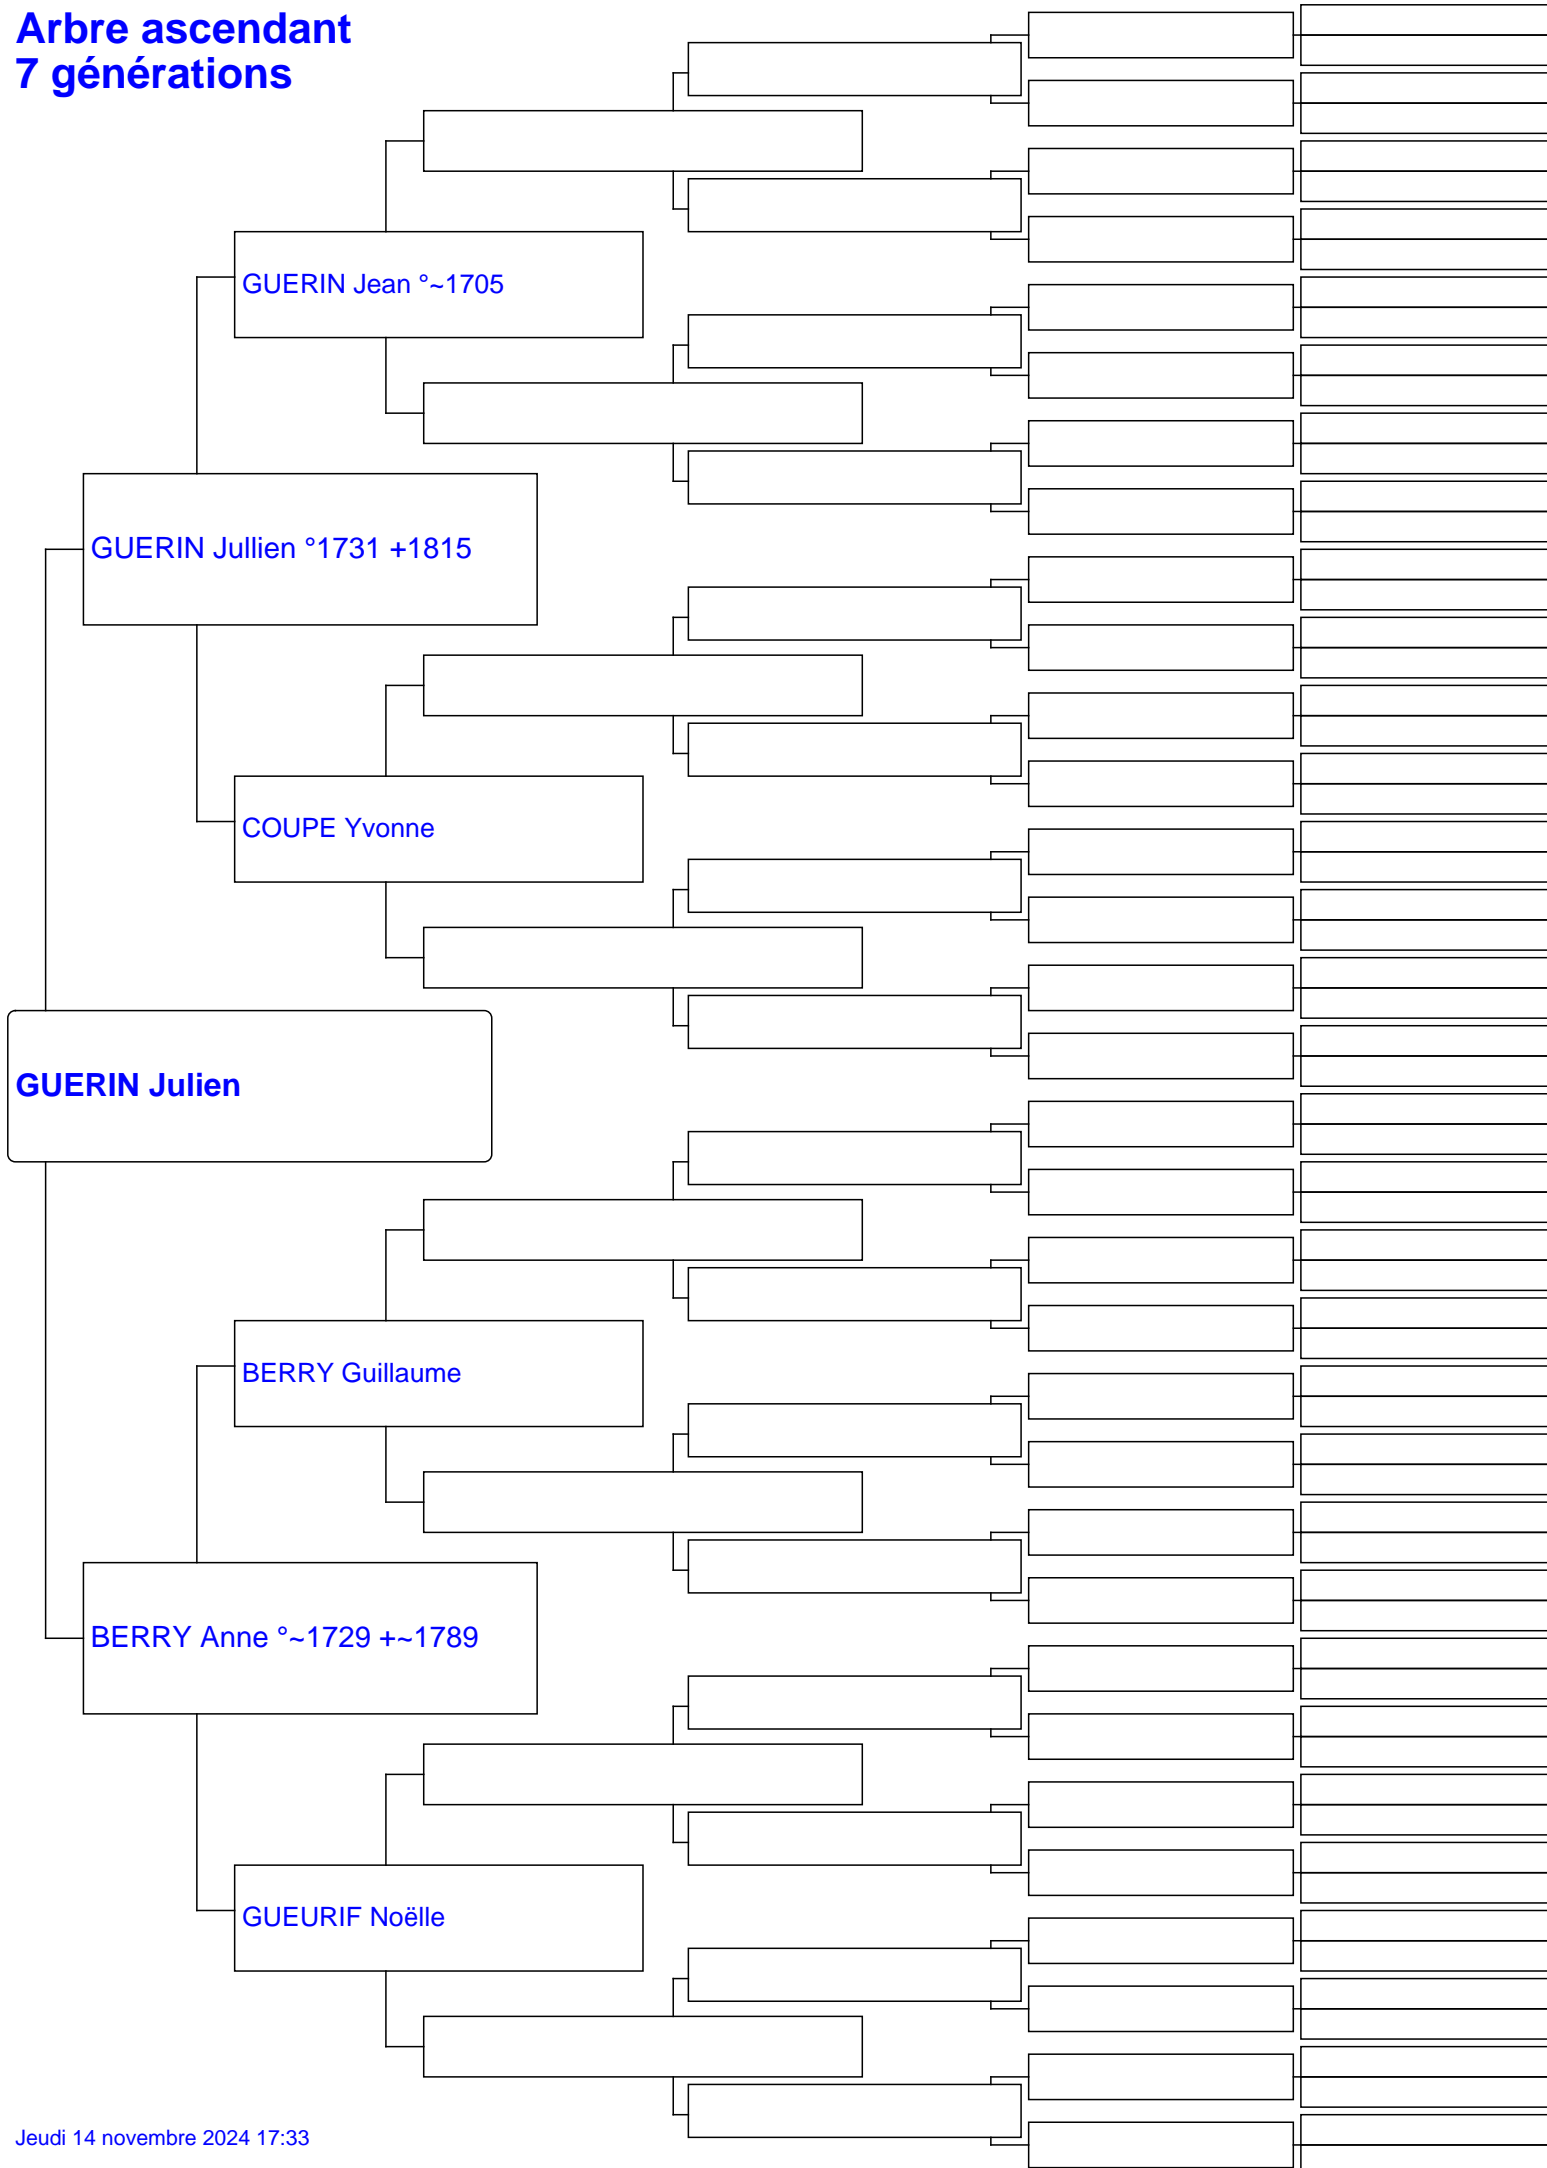 Arbre ascendant
7 générations
GUERIN Jean °~1705
GUERIN Jullien °1731 +1815
COUPE Yvonne
GUERIN Julien
BERRY Guillaume
BERRY Anne °~1729 +~1789
GUEURIF Noëlle
Jeudi 14 novembre 2024 17:33